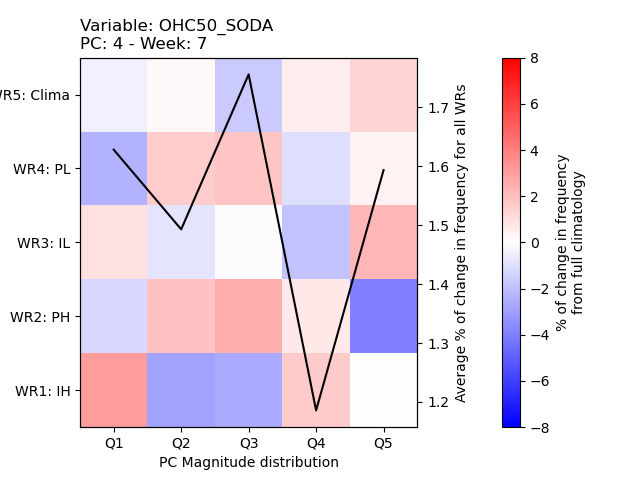 Variable: OHC50_SODA
PC: 4 - Week: 7
WR5: Clima
WR4: PL
WR3: IL
WR2: PH
WR1: IH
Q1 Q2 Q3 Q4 Q5
PC Magnitude distribution
1.7
1.6
1.5
1.4
1.3
1.2
Average % of change in frequency for all WRs
8
6
4
2
0
−2
−4
−6
−8
% of change in frequency
from full climatology